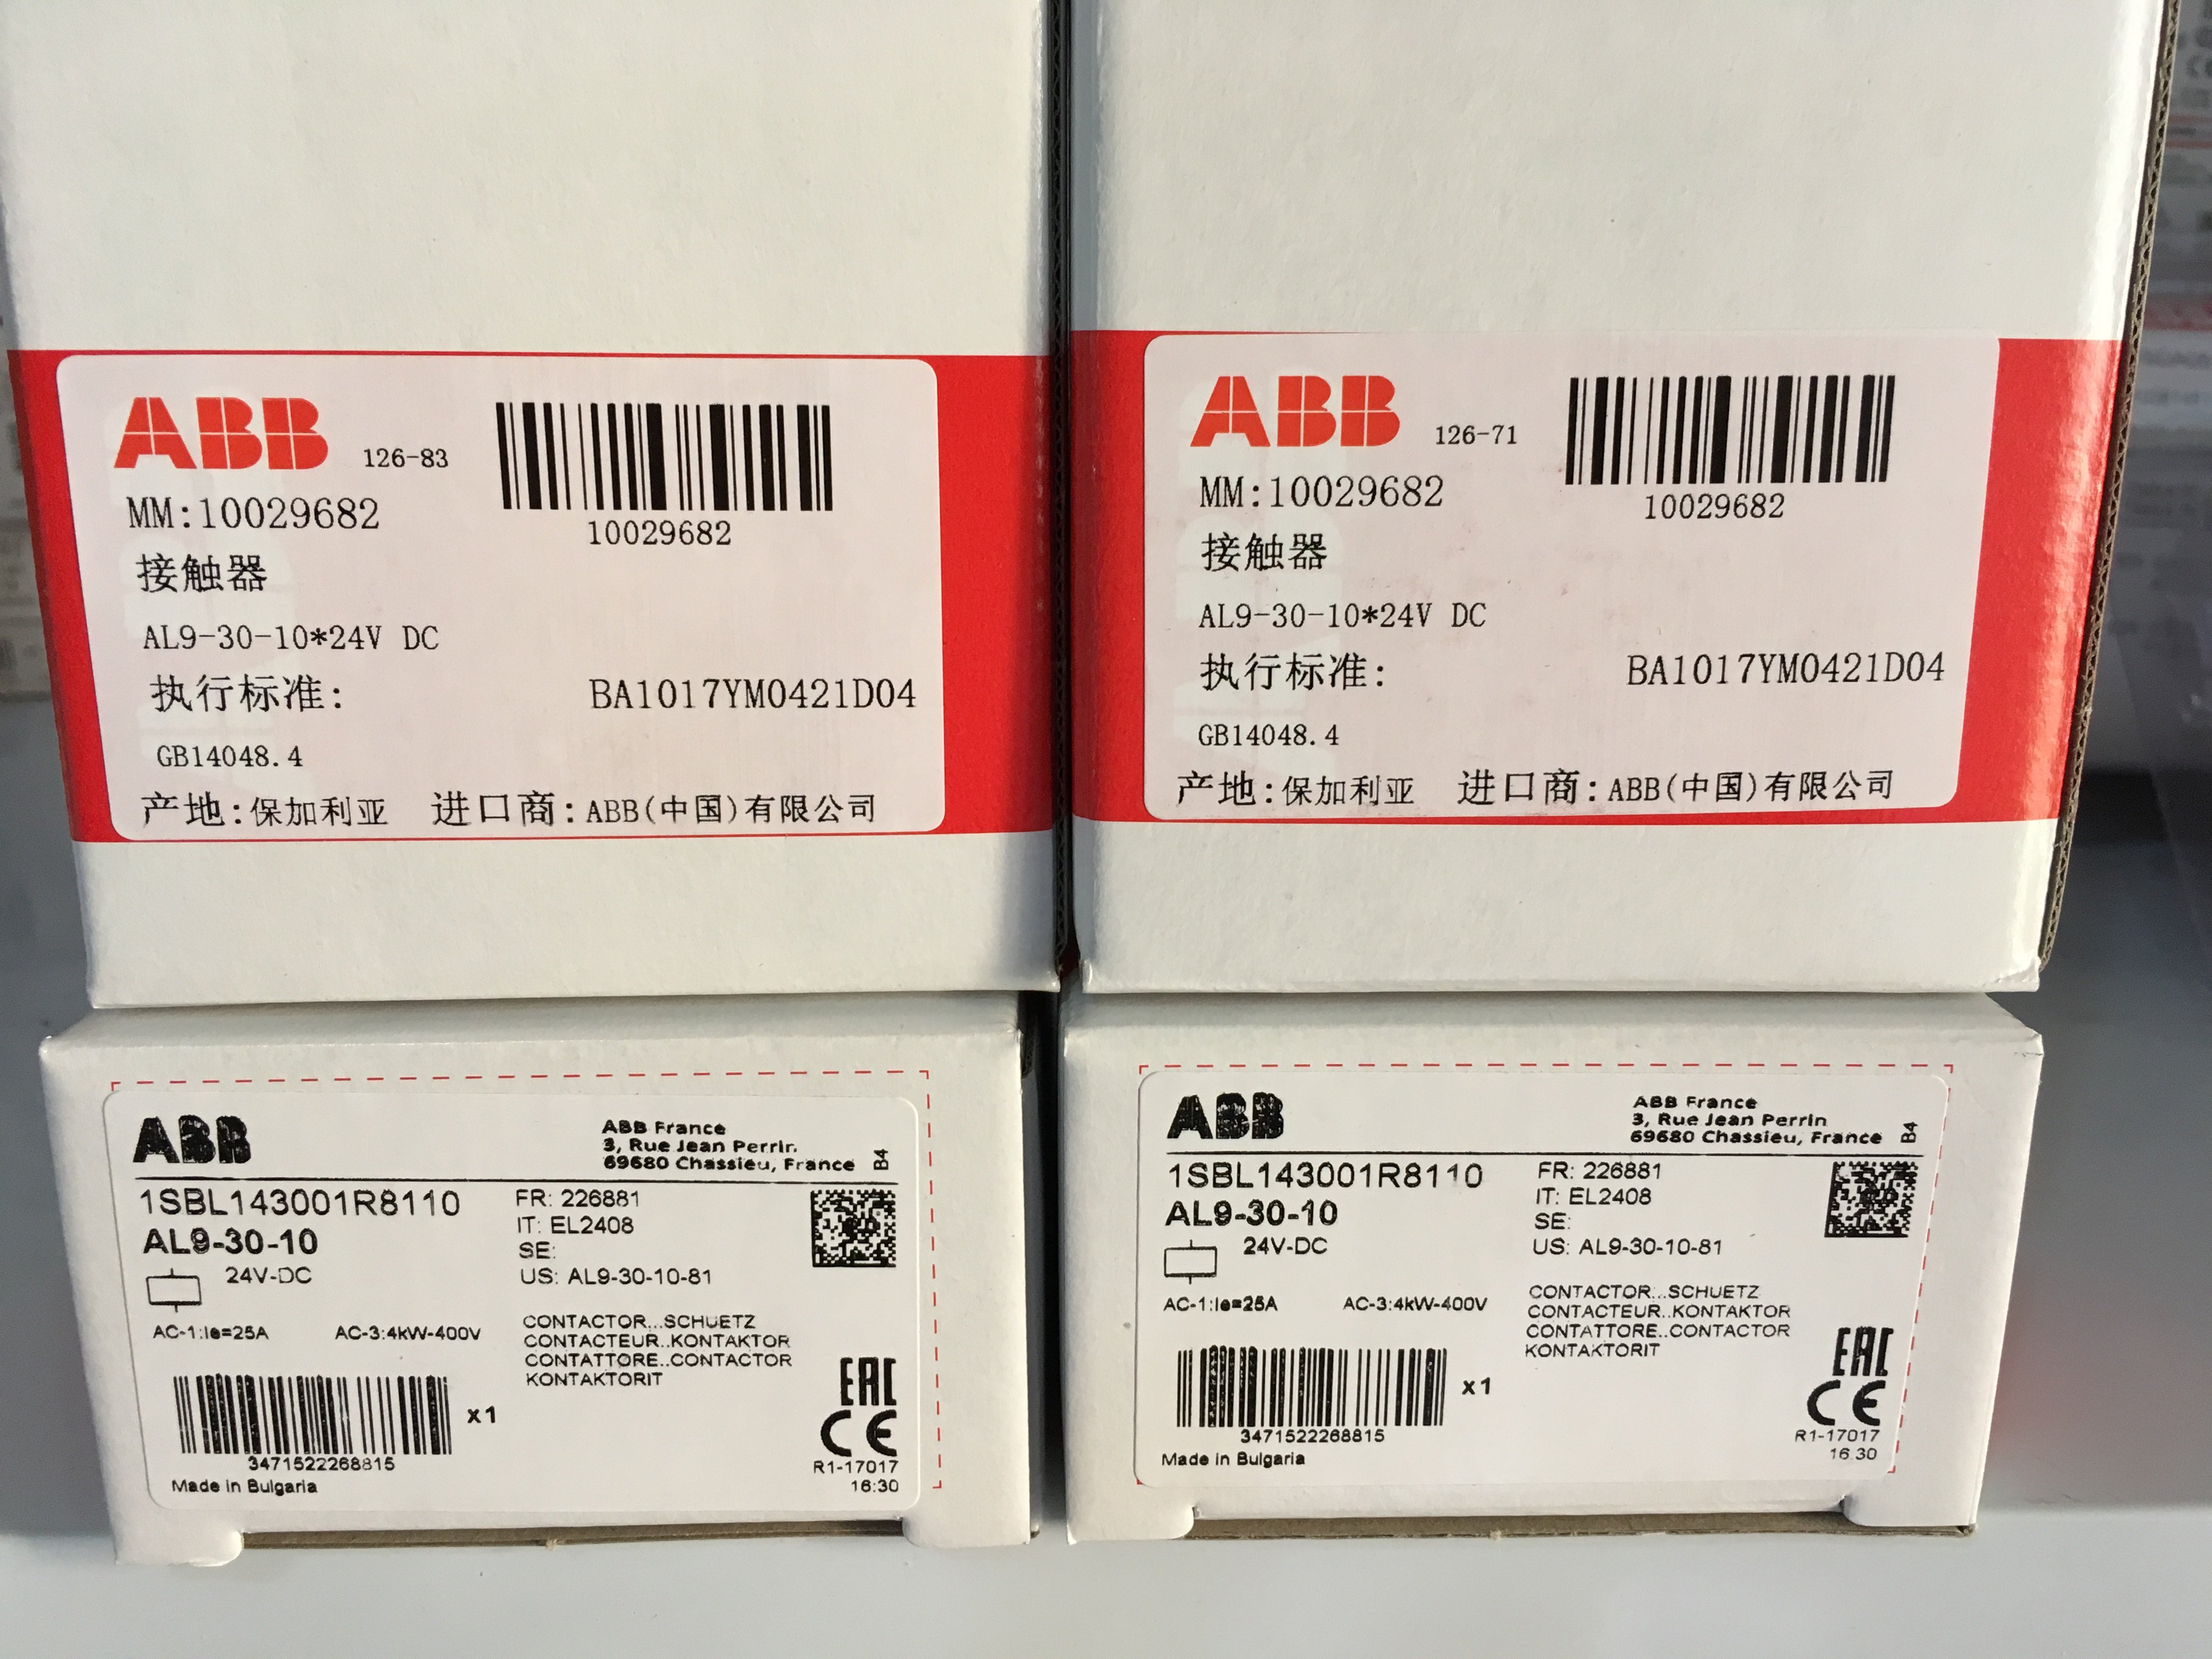 ABB 126-83
10029682
MM:10029682
接触器
AL9-30-10*24V DC
执行标准: BA1017YM0421D04
GB14048.4
产地:保加利亚 进口商:ABB(中国)有限公司
ABB 126-71
10029682
MM:10029682
接触器
AL9-30-10*24V DC
执行标准: BA1017YM0421D04
GB14048.4
产地:保加利亚 进口商:ABB(中国)有限公司
ABB
ABB France
3, Rue Jean Perrin
69680 Chassieu, France
B4
1SBL143001R8110
AL9-30-10
24V-DC
AC-1:Ie=25A AC-3:4kW-400V
FR: 226881
IT: EL2408
SE:
US: AL9-30-10-81
CONTACTOR...SCHUETZ
CONTACTEUR..KONTAKTOR
CONTATTORE..CONTACTOR
KONTAKTORIT
x1
3471522268815
Made in Bulgaria
EAC
CE
R1-17017
16:30
ABB
ABB France
3, Rue Jean Perrin
69680 Chassieu, France
B4
1SBL143001R8110
AL9-30-10
24V-DC
AC-1:Ie=25A AC-3:4kW-400V
FR: 226881
IT: EL2408
SE:
US: AL9-30-10-81
CONTACTOR...SCHUETZ
CONTACTEUR..KONTAKTOR
CONTATTORE..CONTACTOR
KONTAKTORIT
x1
3471522268815
Made in Bulgaria
EAC
CE
R1-17017
16:30